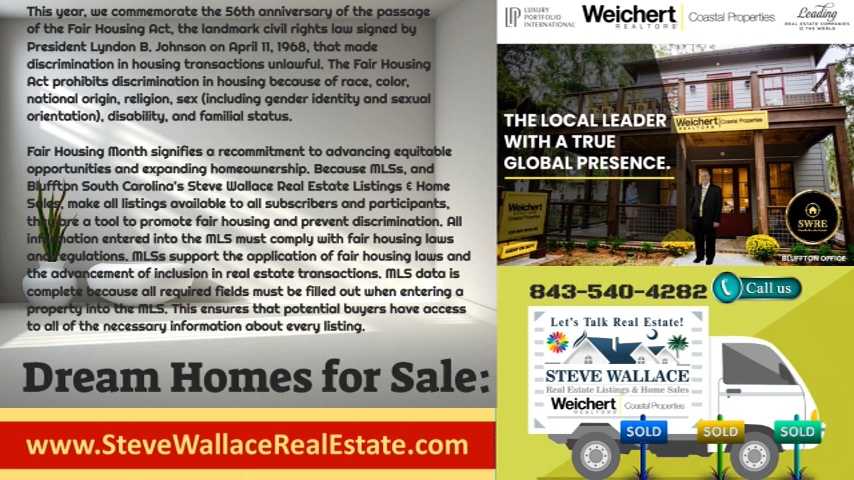 This year, we commemorate the 56th anniversary of the passage
of the Fair Housing Act, the landmark civil rights law signed by
President Lyndon B. Johnson on April 11, 1968, that made
discrimination in housing transactions unlawful. The Fair Housing
Act prohibits discrimination in housing because of race, color,
national origin, religion, sex (including gender identity and sexual
orientation), disability, and familial status.
Fair Housing Month signifies a recommitment to advancing equitable
opportunities and expanding homeownership. Because MLSs, and
Bluffton South Carolina's Steve Wallace Real Estate Listings & Home
Sales, make all listings available to all subscribers and participants,
they are a tool to promote fair housing and prevent discrimination. All
information entered into the MLS must comply with fair housing laws
and regulations. MLSs support the application of fair housing laws and
the advancement of inclusion in real estate transactions. MLS data is
complete because all required fields must be filled out when entering a
property into the MLS. This ensures that potential buyers have access
to all of the necessary information about every listing.
Dream Homes for Sale:
www.SteveWallaceRealEstate.com
LUXURY
PORTFOLIO
INTERNATIONAL
Weichert
REALTORS
Coastal Properties
Leading
REAL ESTATE COMPANIES
OF THE WORLD
THE LOCAL LEADER
WITH A TRUE
GLOBAL PRESENCE.
Weichert
REALTORS
Coastal Properties
Weichert
SWRE
BLUFFTON OFFICE
843-540-4282
Call us
Let's Talk Real Estate!
STEVE WALLACE
Real Estate Listings & Home Sales
Weichert
REALTORS
Coastal Properties
SOLD
SOLD
SOLD